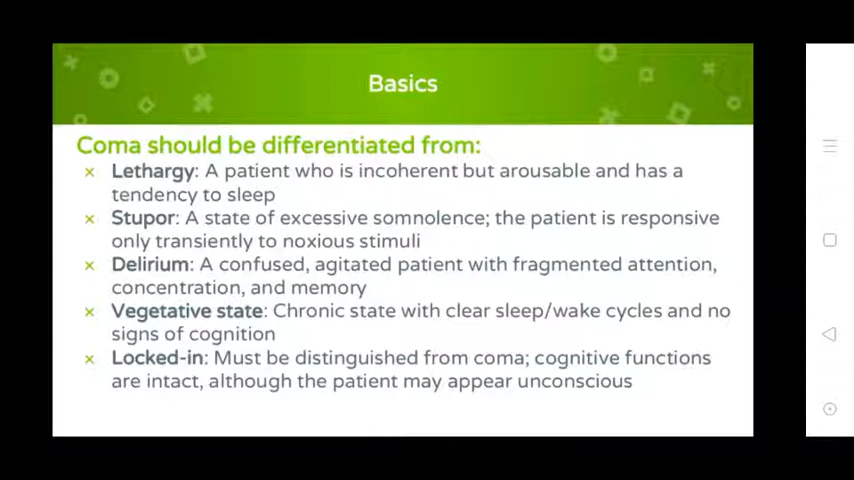 Basics
Coma should be differentiated from:
× Lethargy: A patient who is incoherent but arousable and has a
tendency to sleep
× Stupor: A state of excessive somnolence; the patient is responsive
only transiently to noxious stimuli
× Delirium: A confused, agitated patient with fragmented attention,
concentration, and memory
× Vegetative state: Chronic state with clear sleep/wake cycles and no
signs of cognition
× Locked-in: Must be distinguished from coma; cognitive functions
are intact, although the patient may appear unconscious